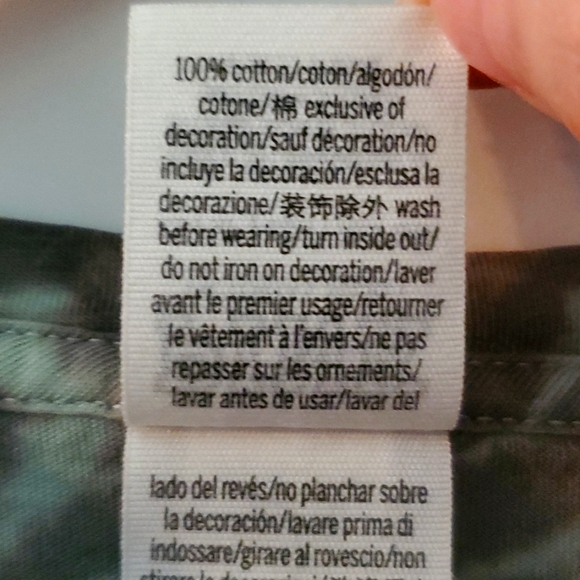 100% cotton/coton/algodón/
cotone/棉 exclusive of
decoration/sauf décoration/no
incluye la decoración/esclusa la
decorazione/装饰除外 wash
before wearing/turn inside out/
do not iron on decoration/laver
avant le premier usage/retourner
le vêtement à l'envers/ne pas
repasser sur les ornements/
lavar antes de usar/lavar del
lado del revés/no planchar sobre
la decoración/lavare prima di
indossare/girare al rovescio/non